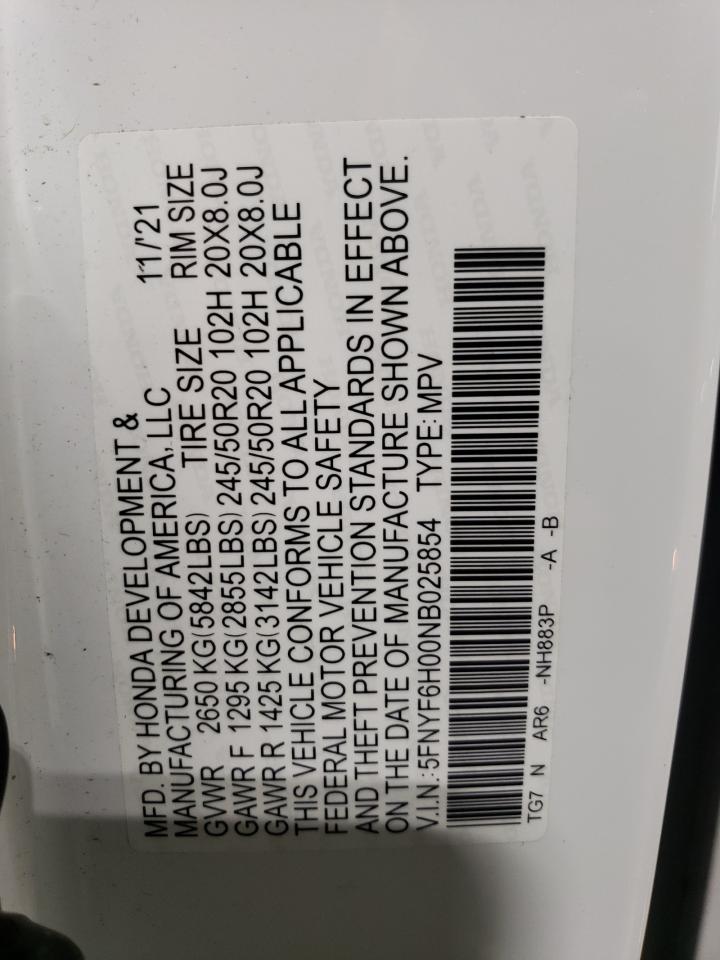 MFD. BY HONDA DEVELOPMENT &
MANUFACTURING OF AMERICA, LLC 11/'21
GVWR 2650 KG(5842LBS) TIRE SIZE RIM SIZE
GAWR F 1295 KG(2855LBS) 245/50R20 102H 20X8.0J
GAWR R 1425 KG(3142LBS) 245/50R20 102H 20X8.0J
THIS VEHICLE CONFORMS TO ALL APPLICABLE
FEDERAL MOTOR VEHICLE SAFETY
AND THEFT PREVENTION STANDARDS IN EFFECT
ON THE DATE OF MANUFACTURE SHOWN ABOVE.
V.I.N.:5FNYF6H00NB025854 TYPE:MPV
TG7 N AR6 -NH883P -A -B